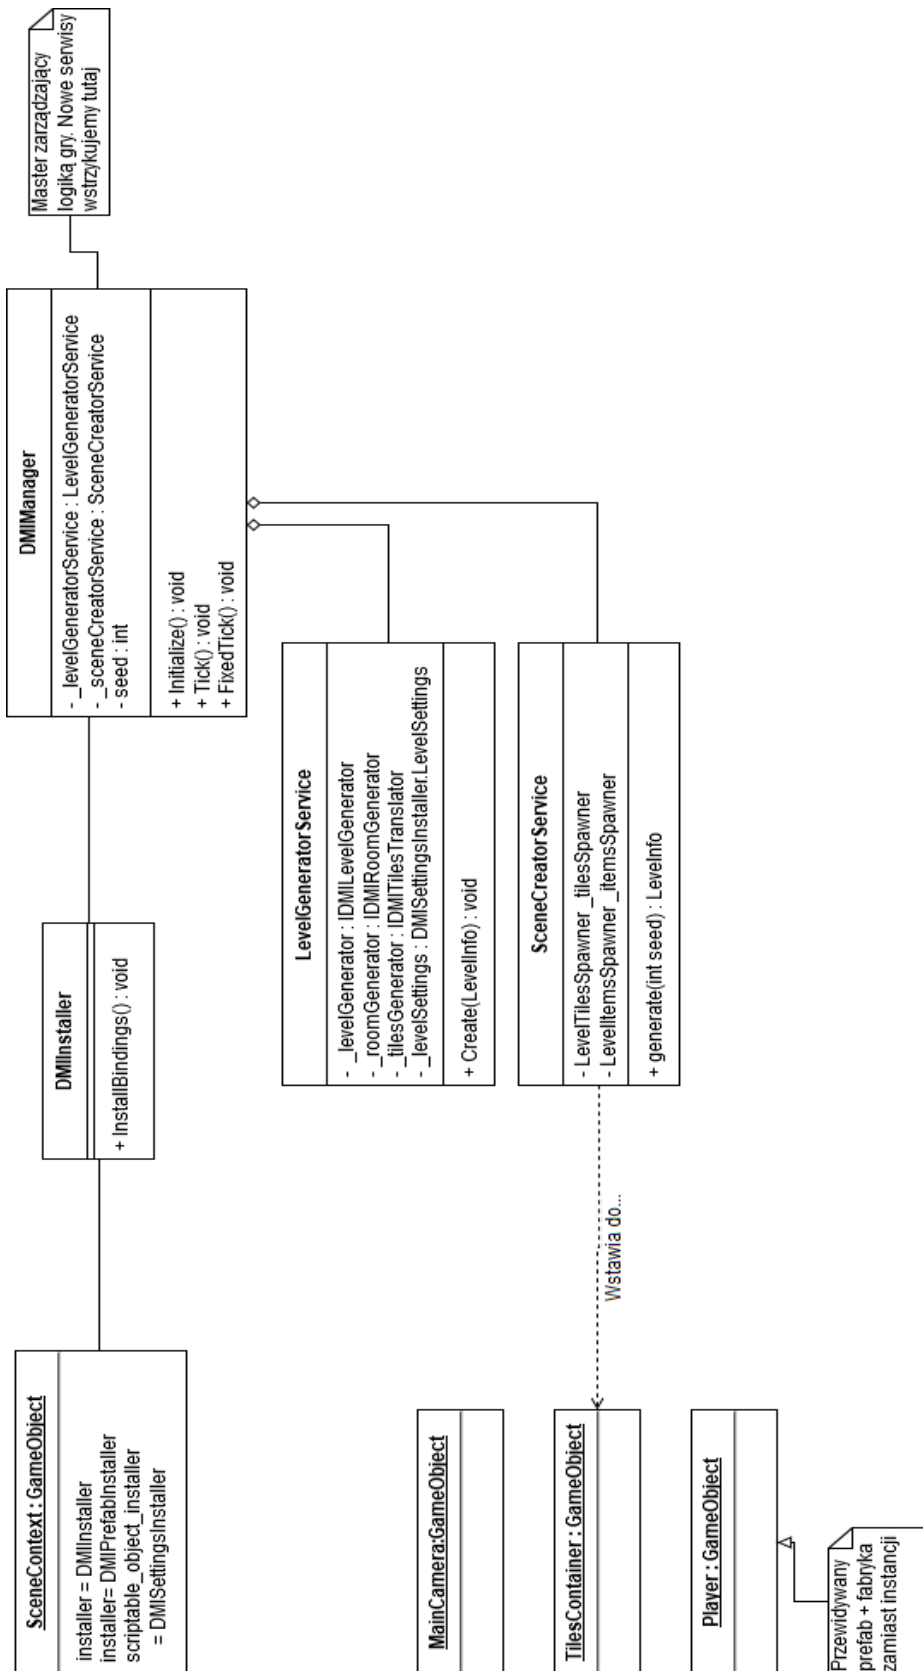 SceneContext : GameObject
installer = DMIInstaller
installer= DMIPrefabInstaller
scriptable_object_installer
= DMISettingsInstaller
DMIInstaller
+ InstallBindings() : void
DMIManager
- _levelGeneratorService : LevelGeneratorService
- _sceneCreatorService : SceneCreatorService
- seed : int
+ Initialize() : void
+ Tick() : void
+ FixedTick() : void
Master zarządzający
logiką gry. Nowe serwisy
wstrzykujemy tutaj
LevelGeneratorService
- _levelGenerator : IDMILevelGenerator
- _roomGenerator : IDMIRoomGenerator
- _tilesGenerator : IDMITilesTranslator
- _levelSettings : DMISettingsInstaller.LevelSettings
+ Create(LevelInfo) : void
MainCamera:GameObject
TilesContainer : GameObject
Wstawia do...
SceneCreatorService
- LevelTilesSpawner _tilesSpawner
- LevelItemsSpawner _itemsSpawner
+ generate(int seed) : LevelInfo
Player : GameObject
Przewidywany
prefab + fabryka
zamiast instancji